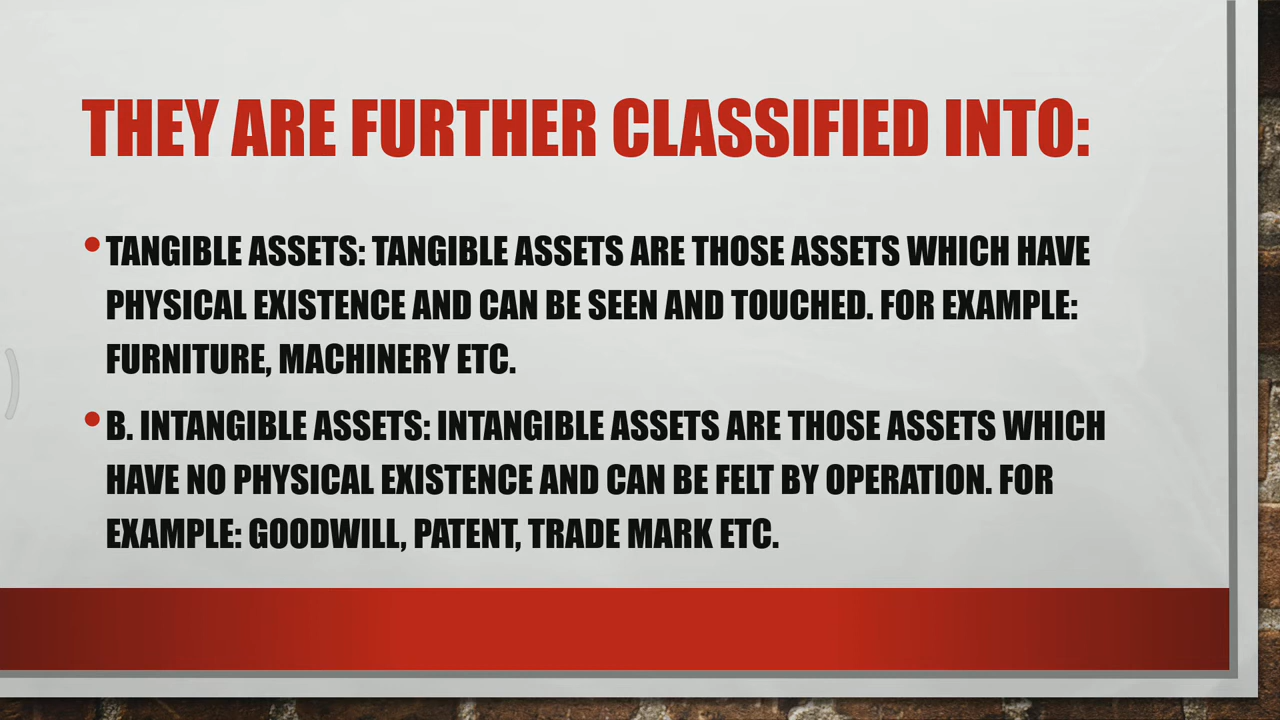 THEY ARE FURTHER CLASSIFIED INTO:
•TANGIBLE ASSETS: TANGIBLE ASSETS ARE THOSE ASSETS WHICH HAVE
PHYSICAL EXISTENCE AND CAN BE SEEN AND TOUCHED. FOR EXAMPLE:
FURNITURE, MACHINERY ETC.
•B. INTANGIBLE ASSETS: INTANGIBLE ASSETS ARE THOSE ASSETS WHICH
HAVE NO PHYSICAL EXISTENCE AND CAN BE FELT BY OPERATION. FOR
EXAMPLE: GOODWILL, PATENT, TRADE MARK ETC.